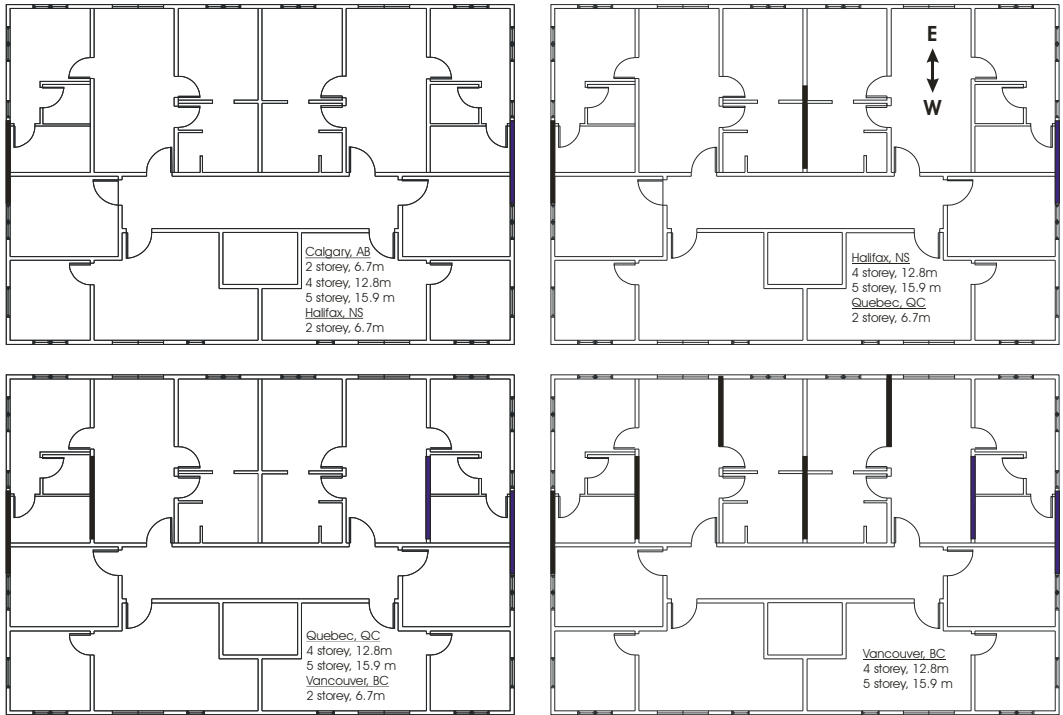 Calgary, AB
2 storey, 6.7m
4 storey, 12.8m
5 storey, 15.9 m
Halifax, NS
2 storey, 6.7m
E
W
Halifax, NS
4 storey, 12.8m
5 storey, 15.9m
Quebec, QC
2 storey, 6.7m
Quebec, QC
4 storey, 12.8m
5 storey, 15.9 m
Vancouver, BC
2 storey, 6.7m
Vancouver, BC
4 storey, 12.8m
5 storey, 15.9 m